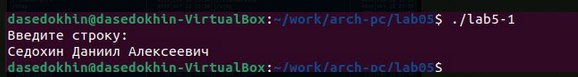 dasedokhin@dasedokhin-VirtualBox:~/work/arch-pc/lab05$ ./lab5-1
Введите строку:
Седохин Даниил Алексеевич
dasedokhin@dasedokhin-VirtualBox:~/work/arch-pc/lab05$